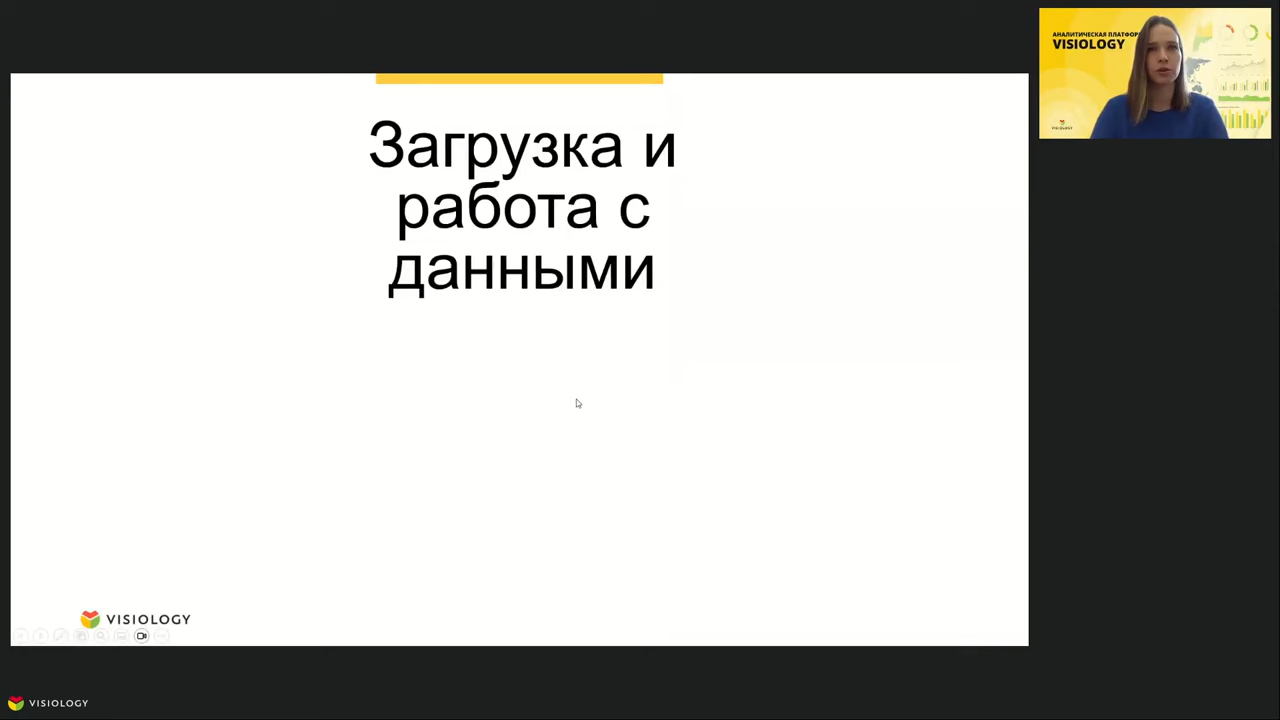 АНАЛИТИЧЕСКАЯ ПЛАТФОР
VISIOLOGY
Загрузка и
работа с
данными
VISIOLOGY
VISIOLOGY